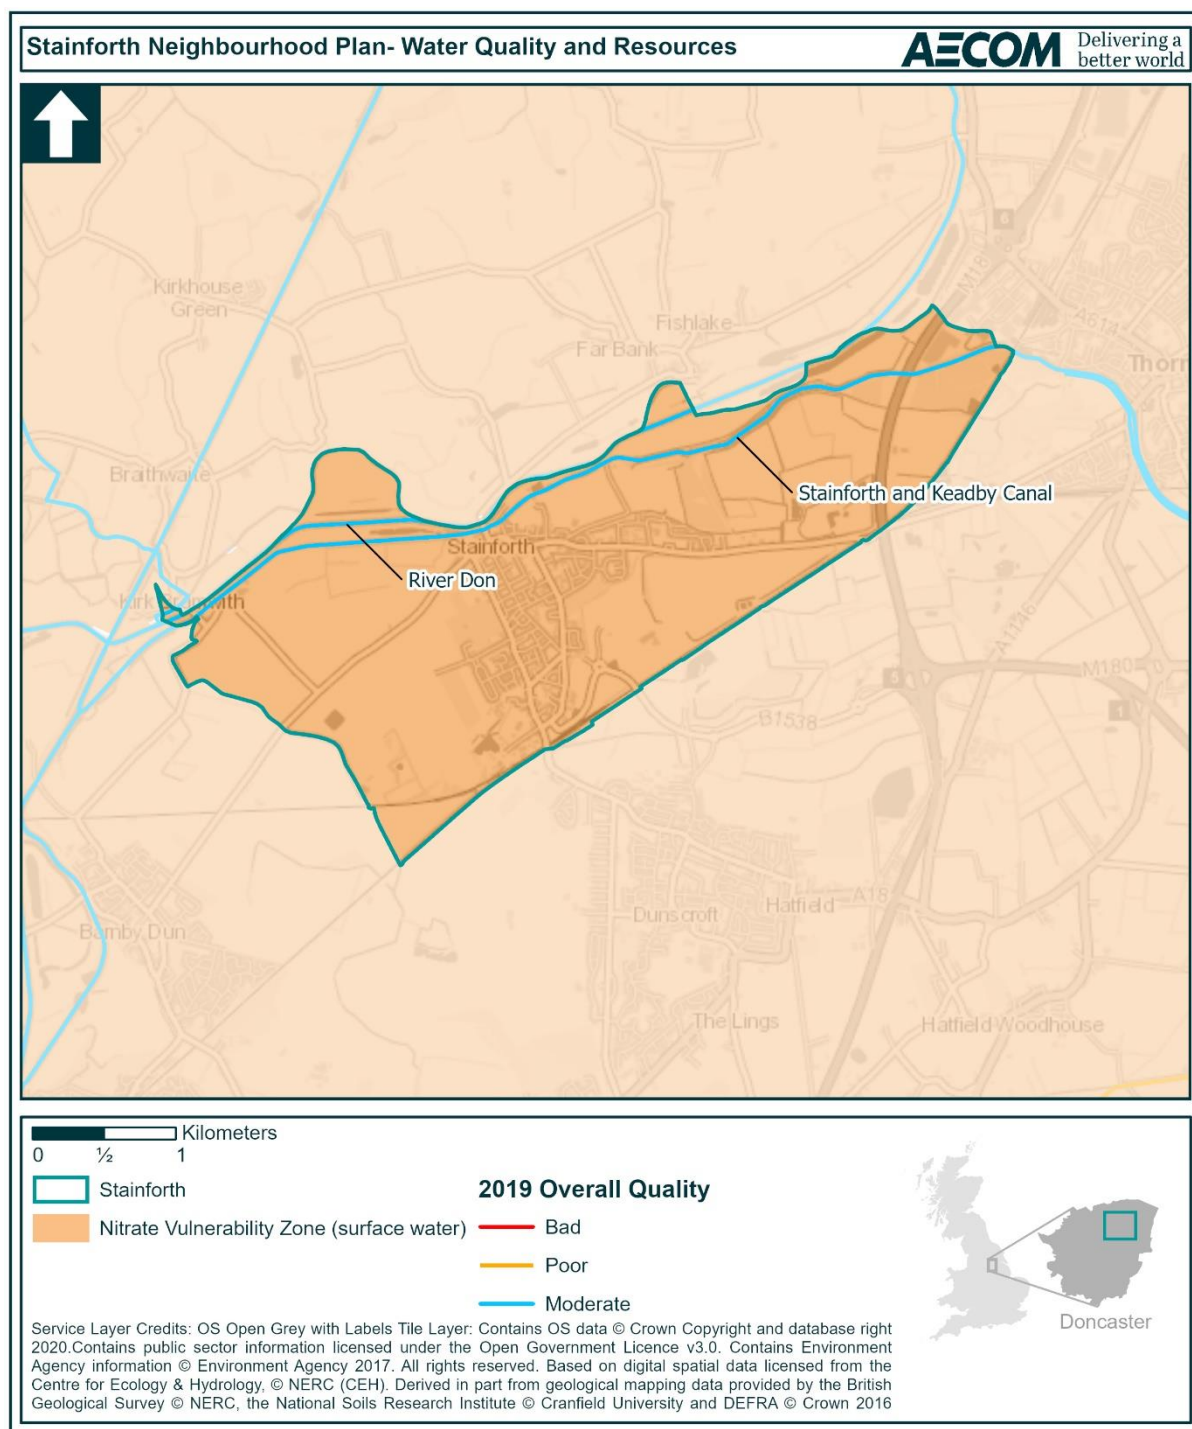 Stainforth Neighbourhood Plan- Water Quality and Resources
AECOM
Delivering a
better world
6
M180
Kirkhouse
Green
Fishlake
A614
Far Bank
Thorn
Braithwaite
Stainforth and Keadby Canal
Stainforth
River Don
Kirk Bramwith
A1146
M180
1
B1538
Dunscroft
Hatfield
A18
Barnby Dun
The Lings
Hatfield Woodhouse
Kilometers
0 ½ 1
Stainforth
Nitrate Vulnerability Zone (surface water)
2019 Overall Quality
Bad
Poor
Moderate
Doncaster
Service Layer Credits: OS Open Grey with Labels Tile Layer: Contains OS data © Crown Copyright and database right
2020.Contains public sector information licensed under the Open Government Licence v3.0. Contains Environment
Agency information © Environment Agency 2017. All rights reserved. Based on digital spatial data licensed from the
Centre for Ecology & Hydrology, © NERC (CEH). Derived in part from geological mapping data provided by the British
Geological Survey © NERC, the National Soils Research Institute © Cranfield University and DEFRA © Crown 2016